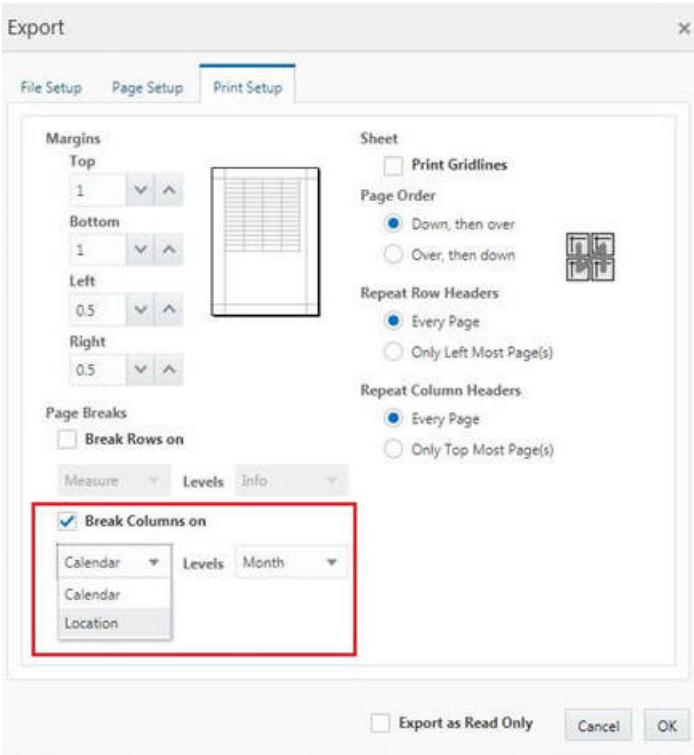 Export
File Setup Page Setup Print Setup
Margins
Top
1
Bottom
1
Left
0.5
Right
0.5
Page Breaks
Break Rows on
Measure Levels Info
Break Columns on
Calendar Levels Month
Calendar
Location
Sheet
Print Gridlines
Page Order
Down, then over
Over, then down
Repeat Row Headers
Every Page
Only Left Most Page(s)
Repeat Column Headers
Every Page
Only Top Most Page(s)
Export as Read Only Cancel OK